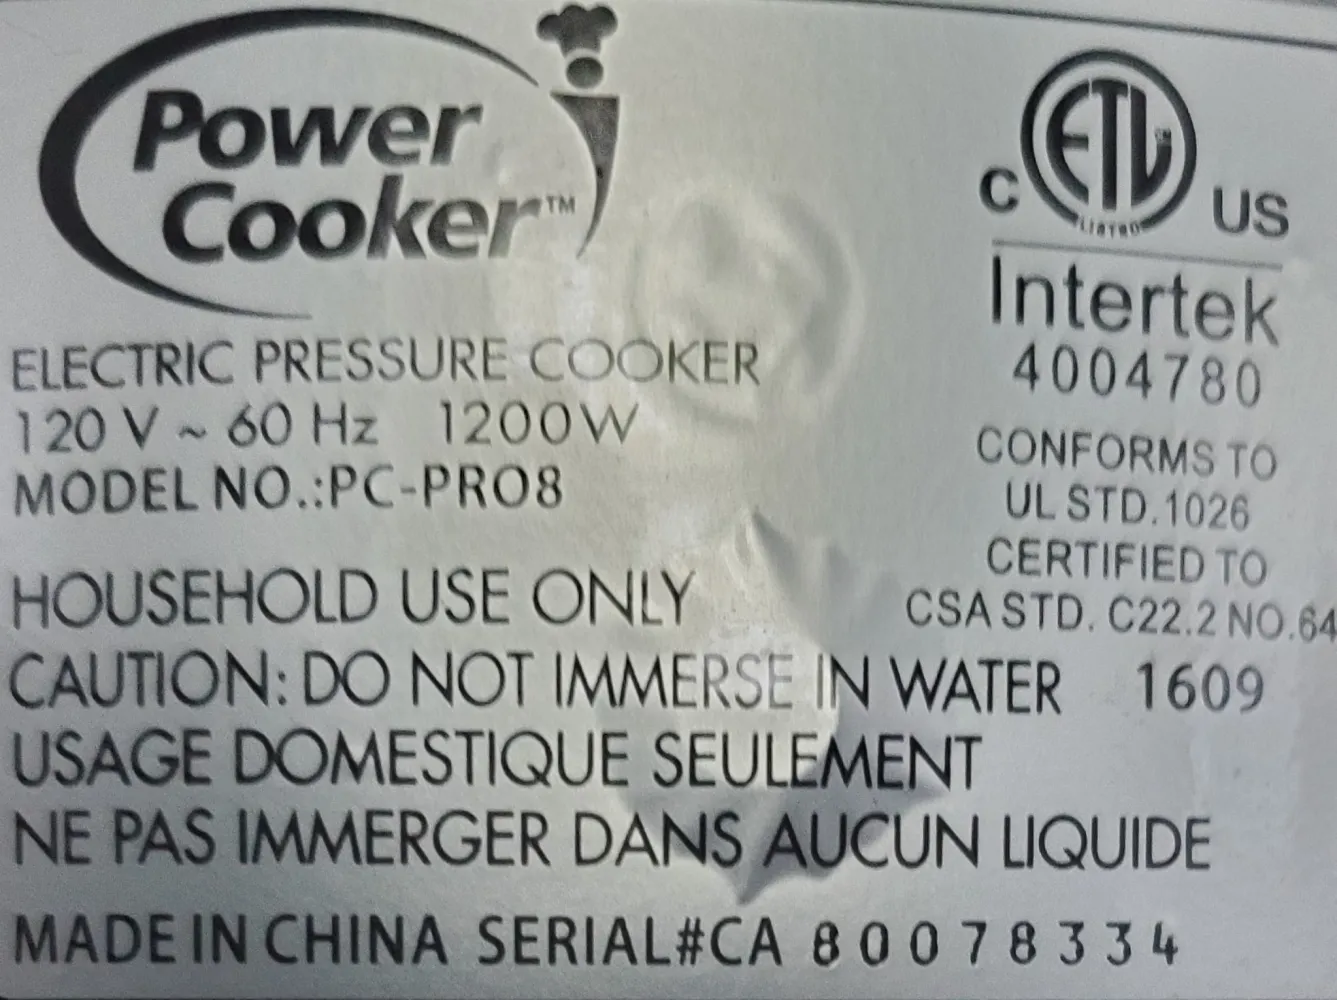 Power
Cooker™
ELECTRIC PRESSURE COOKER
120 V ~ 60 Hz 1200W
MODEL NO.:PC-PRO8
C ETL US
LISTED
Intertek
4004780
CONFORMS TO
UL STD.1026
CERTIFIED TO
CSA STD. C22.2 NO.64
HOUSEHOLD USE ONLY
CAUTION: DO NOT IMMERSE IN WATER 1609
USAGE DOMESTIQUE SEULEMENT
NE PAS IMMERGER DANS AUCUN LIQUIDE
MADE IN CHINA SERIAL#CA 80078334